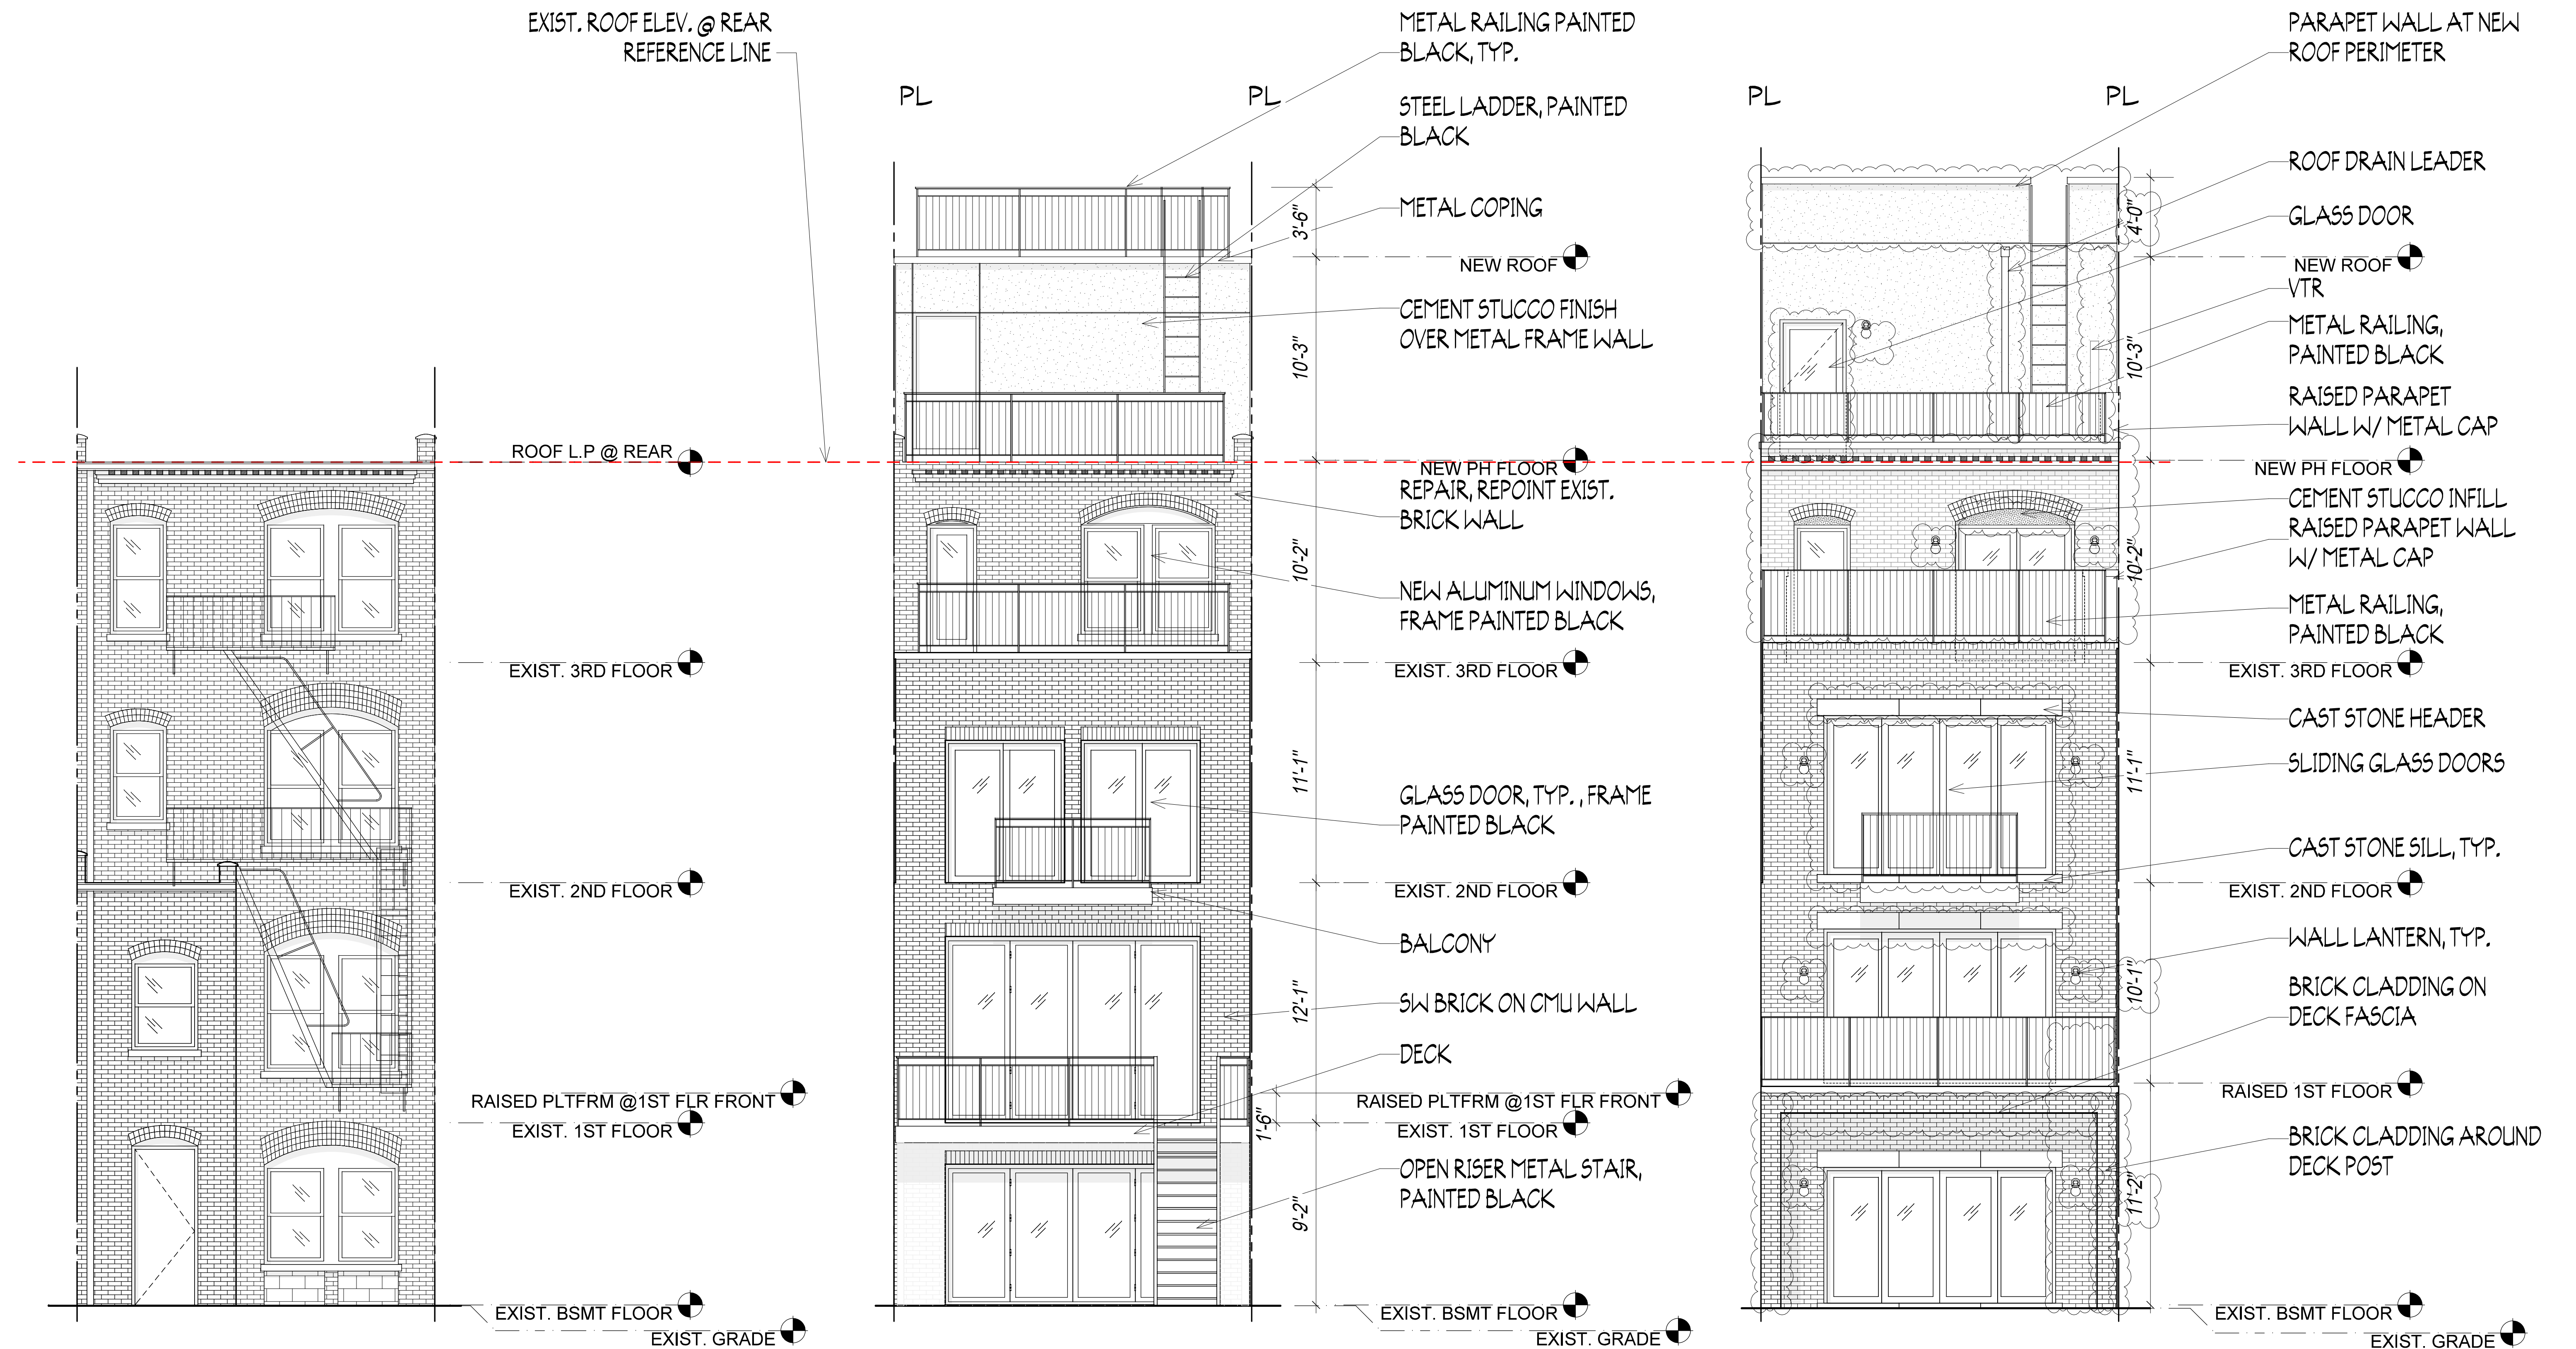 EXIST. ROOF ELEV. @ REAR
REFERENCE LINE
ROOF L.P @ REAR
EXIST. 3RD FLOOR
EXIST. 2ND FLOOR
RAISED PLTFRM @1ST FLR FRONT
EXIST. 1ST FLOOR
EXIST. BSMT FLOOR
EXIST. GRADE
PL
PL
METAL RAILING PAINTED
BLACK, TYP.
STEEL LADDER, PAINTED
BLACK
METAL COPING
3'-6"
NEW ROOF
CEMENT STUCCO FINISH
OVER METAL FRAME WALL
10'-3"
NEW PH FLOOR
REPAIR, REPOINT EXIST.
BRICK WALL
10'-2"
NEW ALUMINUM WINDOWS,
FRAME PAINTED BLACK
EXIST. 3RD FLOOR
11'-1"
GLASS DOOR, TYP. , FRAME
PAINTED BLACK
EXIST. 2ND FLOOR
BALCONY
12'-1"
SW BRICK ON CMU WALL
DECK
RAISED PLTFRM @1ST FLR FRONT
1'-6"
EXIST. 1ST FLOOR
OPEN RISER METAL STAIR,
PAINTED BLACK
9'-2"
EXIST. BSMT FLOOR
EXIST. GRADE
PL
PL
PARAPET WALL AT NEW
ROOF PERIMETER
ROOF DRAIN LEADER
GLASS DOOR
4'-0"
NEW ROOF
VTR
METAL RAILING,
PAINTED BLACK
10'-3"
RAISED PARAPET
WALL W/ METAL CAP
NEW PH FLOOR
CEMENT STUCCO INFILL
RAISED PARAPET WALL
W/ METAL CAP
10'-2"
METAL RAILING,
PAINTED BLACK
EXIST. 3RD FLOOR
CAST STONE HEADER
SLIDING GLASS DOORS
11'-1"
CAST STONE SILL, TYP.
EXIST. 2ND FLOOR
WALL LANTERN, TYP.
10'-1"
BRICK CLADDING ON
DECK FASCIA
RAISED 1ST FLOOR
BRICK CLADDING AROUND
DECK POST
11'-2"
EXIST. BSMT FLOOR
EXIST. GRADE